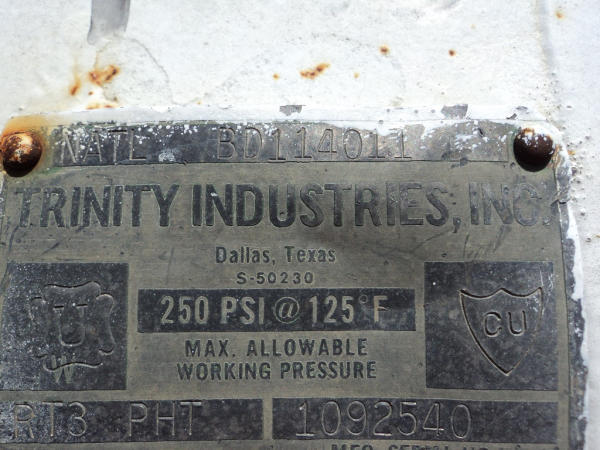 NATL BD114011
TRINITY INDUSTRIES, INC.
Dallas, Texas
S-50230
U
250 PSI @ 125°F
CU
MAX. ALLOWABLE
WORKING PRESSURE
RT3 PHT 1092540